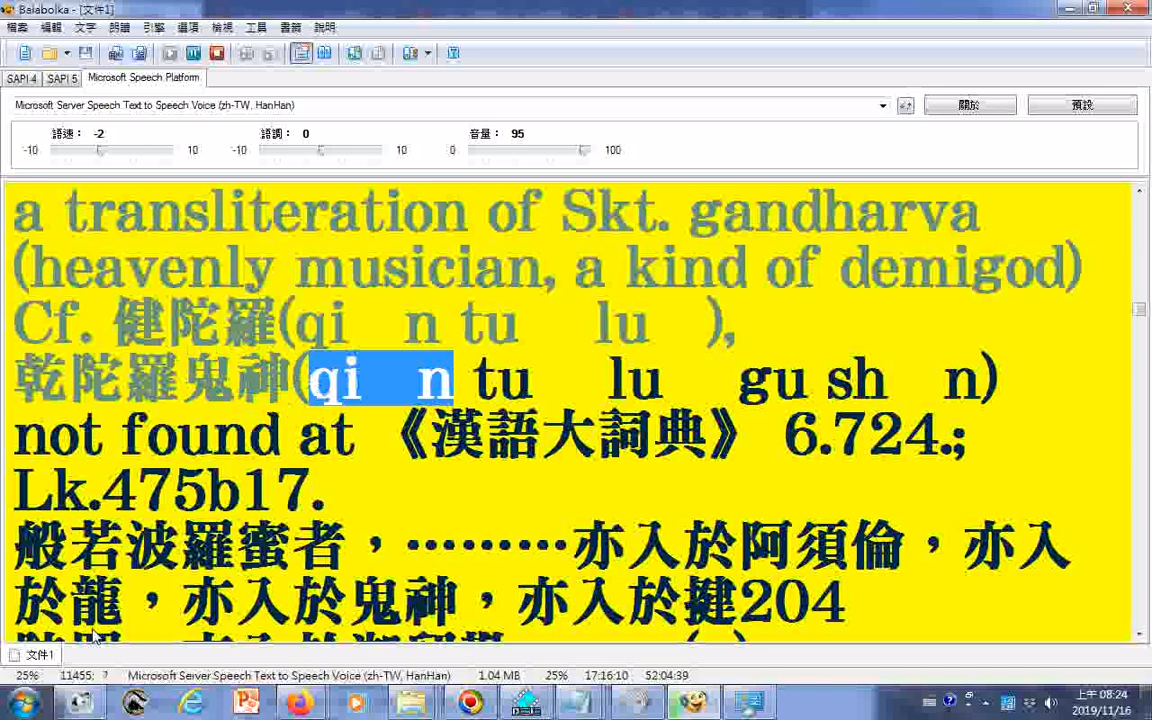 Balabolka - [文件1]
檔案 編輯 文字 朗讀 引擎 選項 檢視 工具 書籤 說明
SAPI 4 SAPI 5 Microsoft Speech Platform
Microsoft Server Speech Text to Speech Voice (zh-TW, HanHan) 關於 預設
語速： -2 語調： 0 音量： 95
-10 10 -10 10 0 100
a transliteration of Skt. gandharva
(heavenly musician, a kind of demigod)
Cf. 健陀羅(qi n tu lu ),
乾陀羅鬼神(qi n tu lu gu sh n)
not found at 《漢語大詞典》 6.724.;
Lk.475b17.
般若波羅蜜者，………亦入於阿須倫，亦入
於龍，亦入於鬼神，亦入於揵204
文件1
25% 11455: ? Microsoft Server Speech Text to Speech Voice (zh-TW, HanHan) 1.04 MB 25% 17:16:10 52:04:39
上午 08:24
2019/11/16